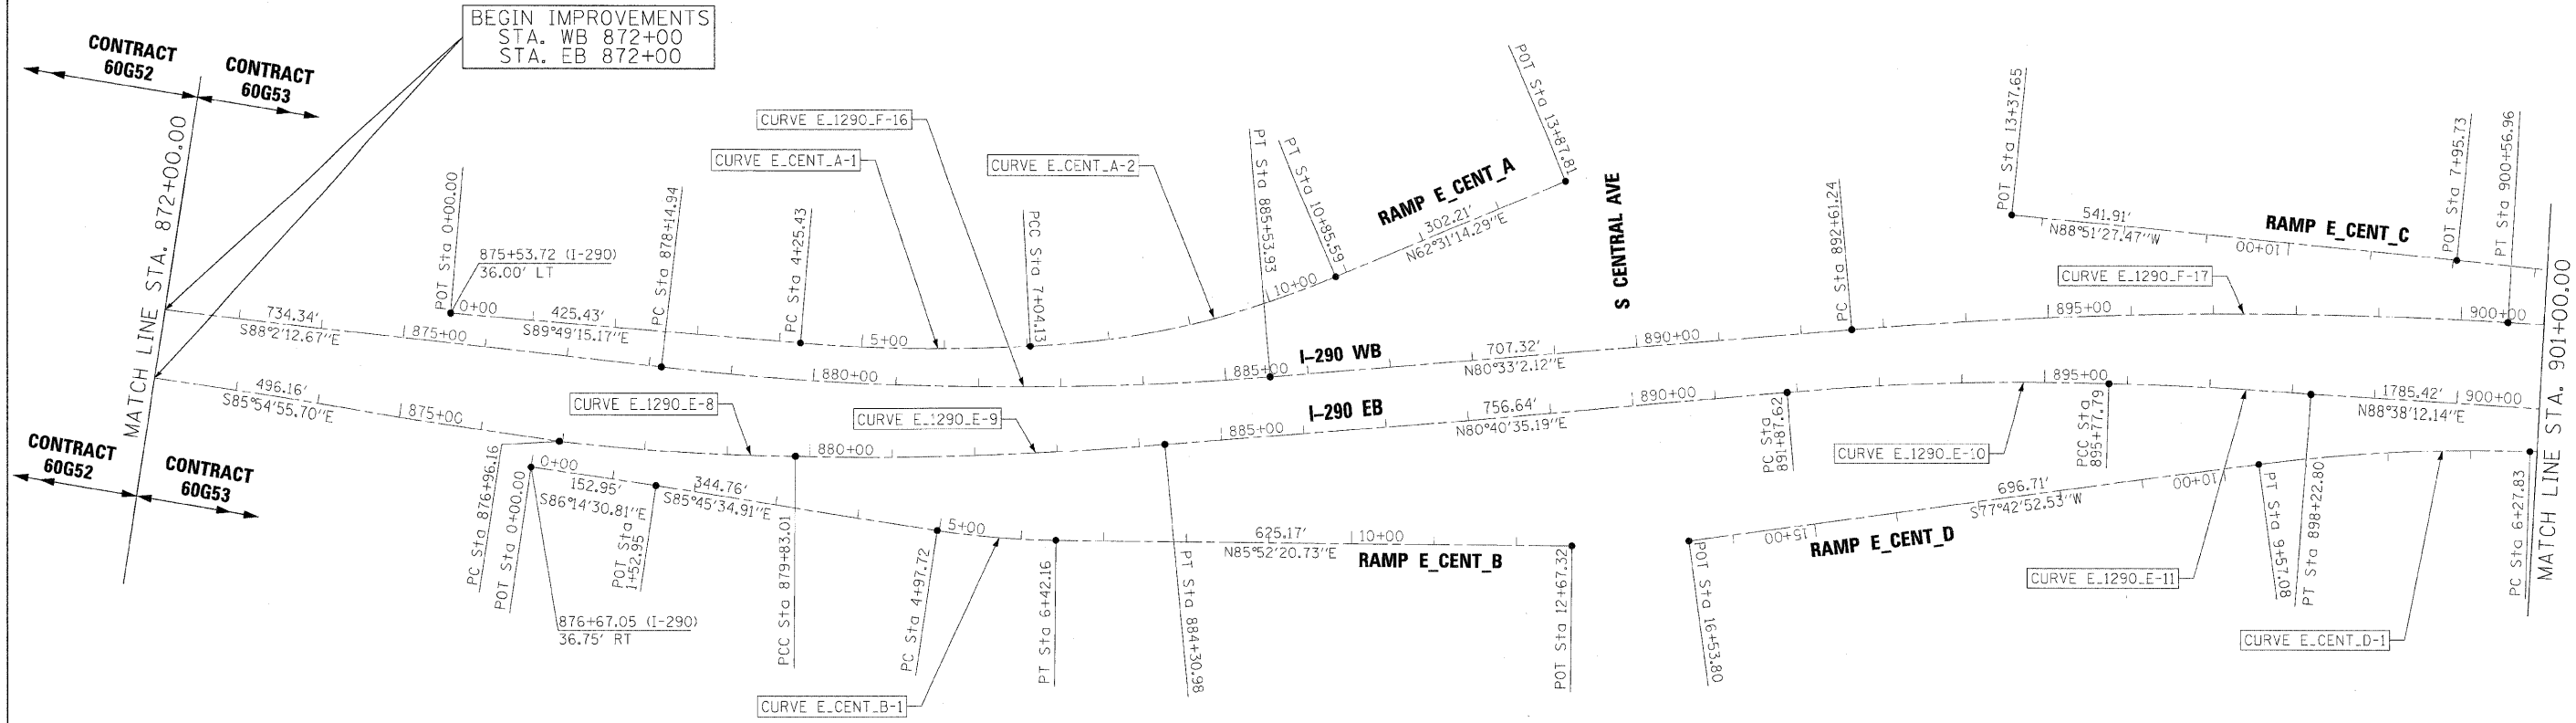 BEGIN IMPROVEMENTS
STA. WB 872+00
STA. EB 872+00
CONTRACT
60G52
CONTRACT
60G53
MATCH LINE STA. 872+00.00
CONTRACT
60G52
CONTRACT
60G53
POT Sta 0+00.00
875+53.72 (I-290)
36.00' LT
0+00
425.43'
S89°49'15.17"E
PC Sta 878+14.94
PC Sta 4+25.43
CURVE E_1290_F-16
CURVE E_CENT_A-1
CURVE E_CENT_A-2
5+00
PCC Sta 7+04.13
PT Sta 885+53.93
PT Sta 10+85.59
10+00
RAMP E_CENT_A
302.21'
N62°31'14.29"E
POT Sta 13+87.81
S CENTRAL AVE
734.34'
S88°2'12.67"E
875+00
880+00
885+00
I-290 WB
707.32'
N80°33'2.12"E
890+00
PC Sta 892+61.24
895+00
CURVE E_1290_F-17
900+00
POT Sta 13+37.65
541.91'
N88°51'27.47"W
RAMP E_CENT_C
10+00
POT Sta 7+95.73
PT Sta 900+56.96
MATCH LINE STA. 901+00.00
496.16'
S85°54'55.70"E
875+00
PC Sta 876+96.16
CURVE E_1290_E-8
880+00
PCC Sta 879+83.01
CURVE E_1290_E-9
PT Sta 884+30.98
885+00
I-290 EB
756.64'
N80°40'35.19"E
890+00
PC Sta
891+87.62
CURVE E_1290_E-10
895+00
PCC Sta
895+77.79
CURVE E_1290_E-11
PT Sta 898+22.80
1785.42'
N88°38'12.14"E
900+00
POT Sta 0+00.00
876+67.05 (I-290)
36.75' RT
0+00
152.95'
S86°14'30.81"E
POT Sta
1+52.95
344.76'
S85°45'34.91"E
PC Sta 4+97.72
5+00
CURVE E_CENT_B-1
PT Sta 6+42.16
625.17'
N85°52'20.73"E
10+00
RAMP E_CENT_B
POT Sta 12+67.32
POT Sta 16+53.80
15+00
RAMP E_CENT_D
696.71'
S77°42'52.53"W
10+00
PT Sta 9+57.08
CURVE E_CENT_D-1
PC Sta 6+27.83